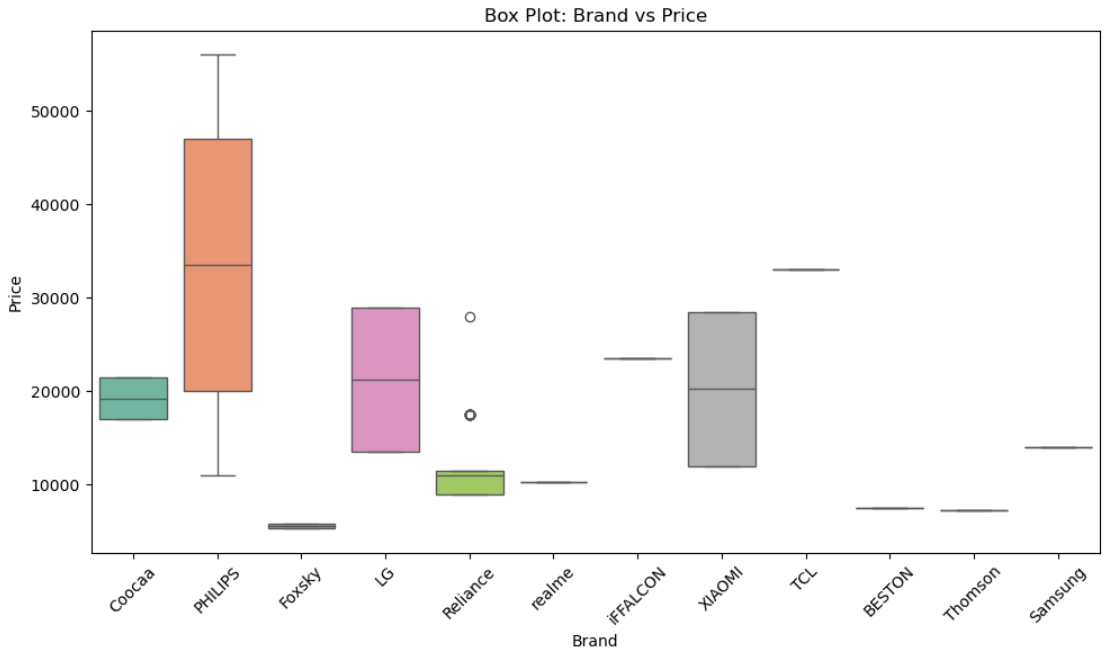 Box Plot: Brand vs Price
Price
50000
40000
30000
20000
10000
Coocaa
PHILIPS
Foxsky
LG
Reliance
realme
iFFALCON
XIAOMI
TCL
BESTON
Thomson
Samsung
Brand